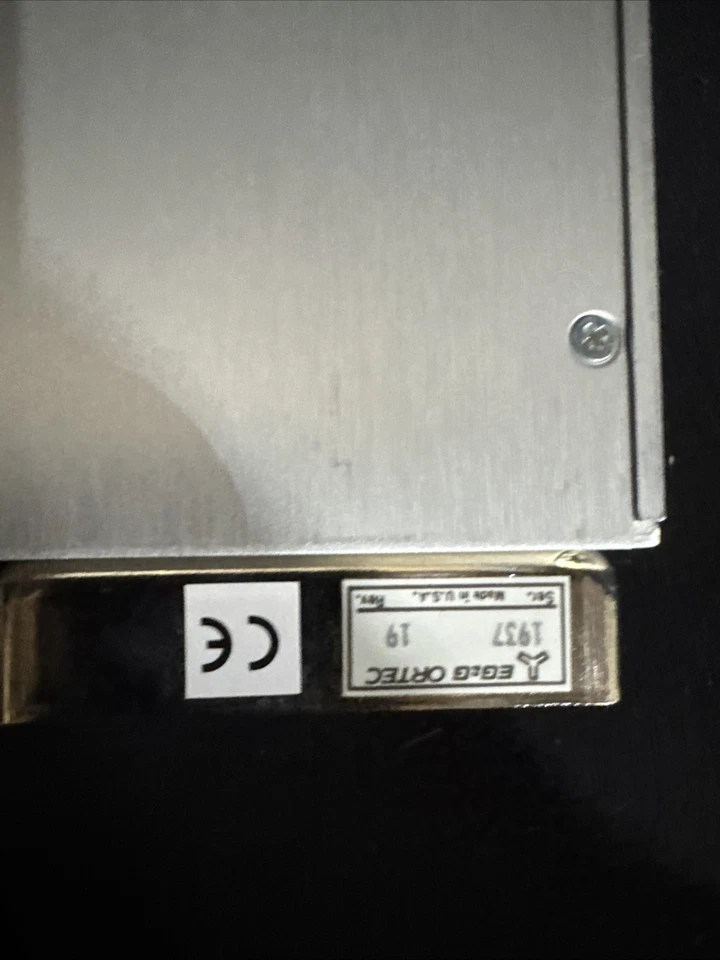 EG&G ORTEC
1937 19
Ser. Made in U.S.A. Rev.
CE